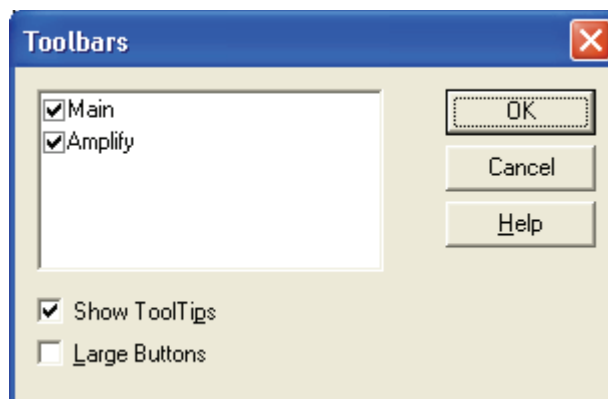 Toolbars
Main
Amplify
OK
Cancel
Help
Show ToolTips
Large Buttons